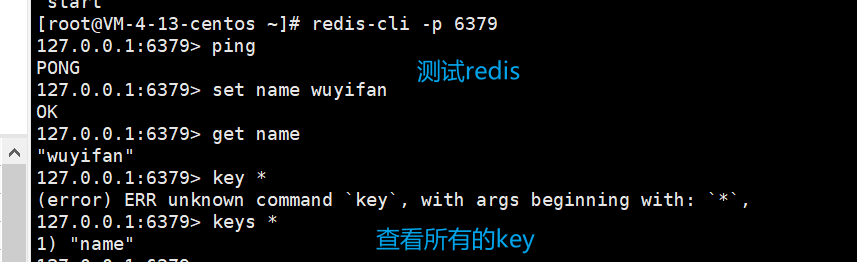 start
[root@VM-4-13-centos ~]# redis-cli -p 6379
127.0.0.1:6379> ping
PONG
测试redis
127.0.0.1:6379> set name wuyifan
OK
127.0.0.1:6379> get name
"wuyifan"
127.0.0.1:6379> key *
(error) ERR unknown command `key`, with args beginning with: `*`,
127.0.0.1:6379> keys *
1) "name"
查看所有的key